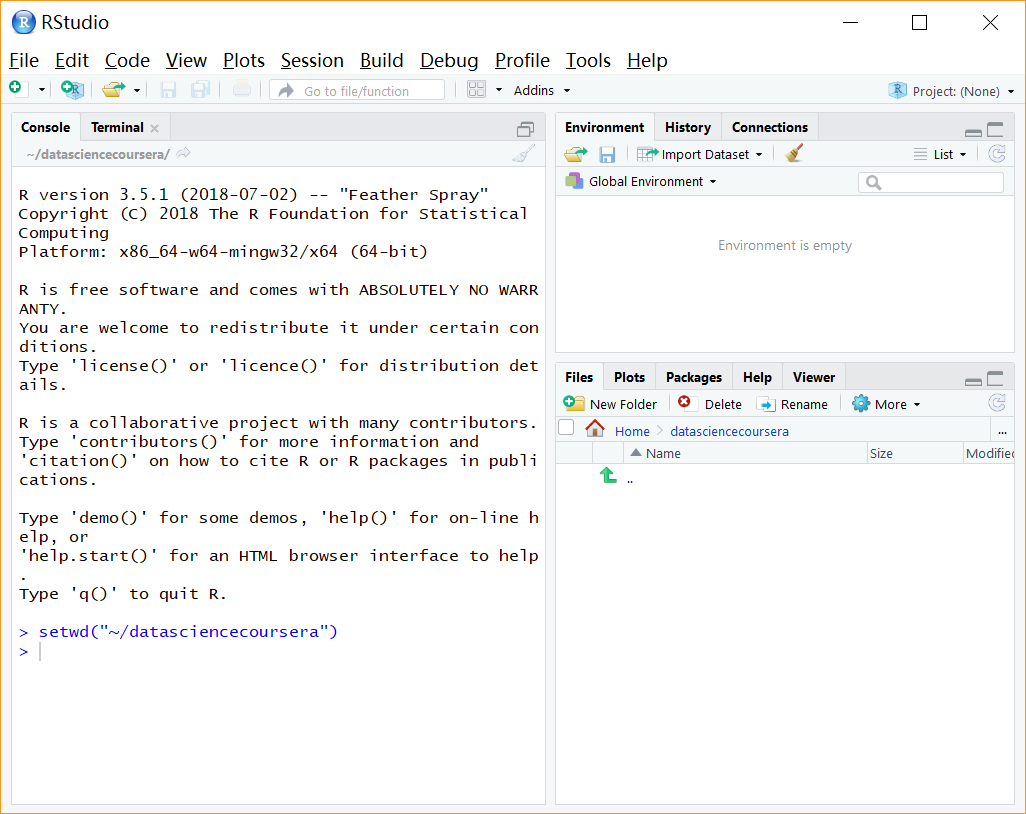 RStudio
File Edit Code View Plots Session Build Debug Profile Tools Help
Go to file/function Addins Project: (None)
Console Terminal
~/datasciencecoursera/
R version 3.5.1 (2018-07-02) -- "Feather Spray"
Copyright (C) 2018 The R Foundation for Statistical
Computing
Platform: x86_64-w64-mingw32/x64 (64-bit)
R is free software and comes with ABSOLUTELY NO WARR
ANTY.
You are welcome to redistribute it under certain con
ditions.
Type 'license()' or 'licence()' for distribution det
ails.
R is a collaborative project with many contributors.
Type 'contributors()' for more information and
'citation()' on how to cite R or R packages in publi
cations.
Type 'demo()' for some demos, 'help()' for on-line h
elp, or
'help.start()' for an HTML browser interface to help
.
Type 'q()' to quit R.
> setwd("~/datasciencecoursera")
>
Environment History Connections
Import Dataset List
Global Environment
Environment is empty
Files Plots Packages Help Viewer
New Folder Delete Rename More
Home datasciencecoursera ...
Name Size Modified
..